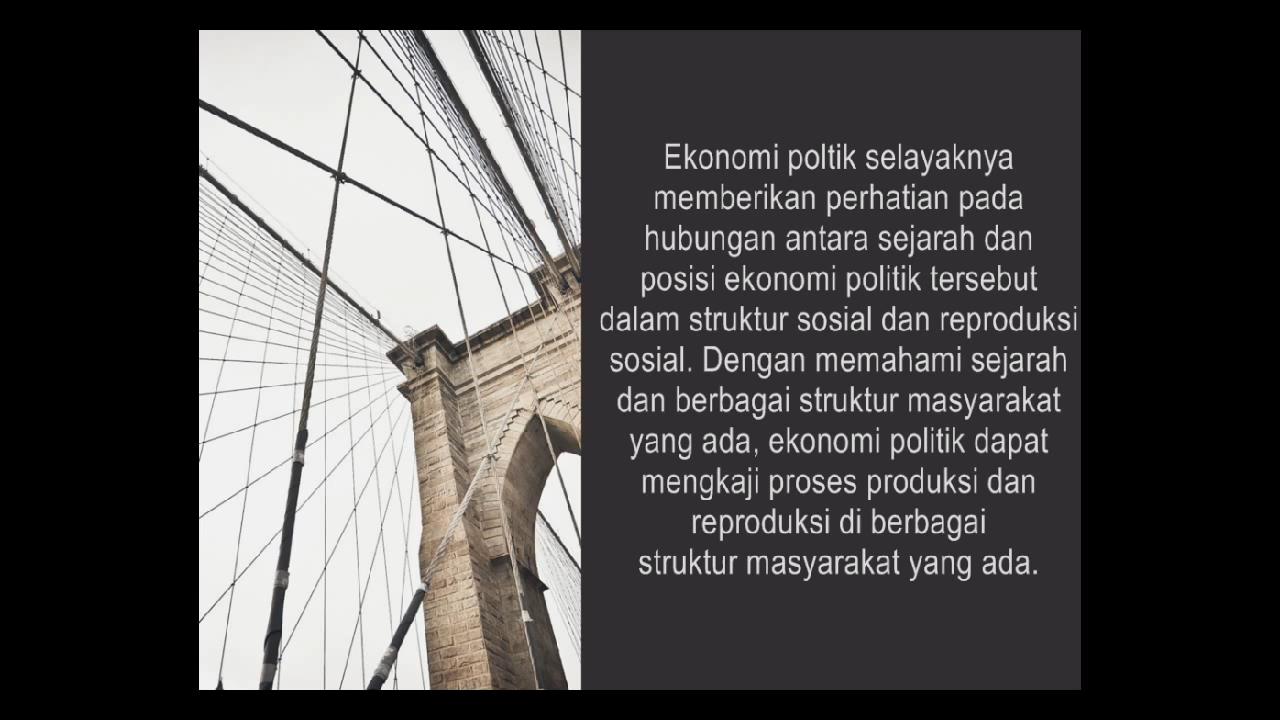 Ekonomi poltik selayaknya
memberikan perhatian pada
hubungan antara sejarah dan
posisi ekonomi politik tersebut
dalam struktur sosial dan reproduksi
sosial. Dengan memahami sejarah
dan berbagai struktur masyarakat
yang ada, ekonomi politik dapat
mengkaji proses produksi dan
reproduksi di berbagai
struktur masyarakat yang ada.